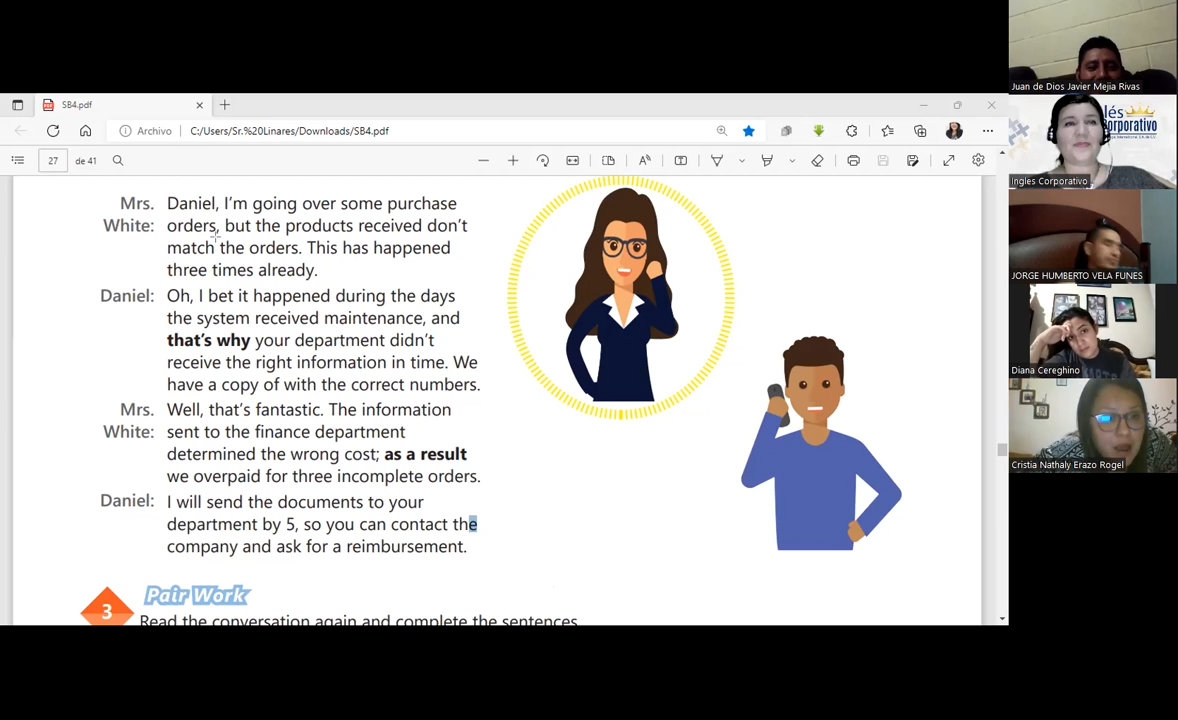 SB4.pdf
Archivo
C:/Users/Sr.%20Linares/Downloads/SB4.pdf
27
de 41
Mrs. Daniel, I'm going over some purchase
White: orders, but the products received don't
match the orders. This has happened
three times already.
Daniel: Oh, I bet it happened during the days
the system received maintenance, and
that's why your department didn't
receive the right information in time. We
have a copy of with the correct numbers.
Mrs. Well, that's fantastic. The information
White: sent to the finance department
determined the wrong cost; as a result
we overpaid for three incomplete orders.
Daniel: I will send the documents to your
department by 5, so you can contact the
company and ask for a reimbursement.
3
Pair Work
Read the conversation again and complete the sentences
Juan de Dios Javier Mejia Rivas
Ingles Corporativo
JORGE HUMBERTO VELA FUNES
Diana Cereghino
Cristia Nathaly Erazo Rogel